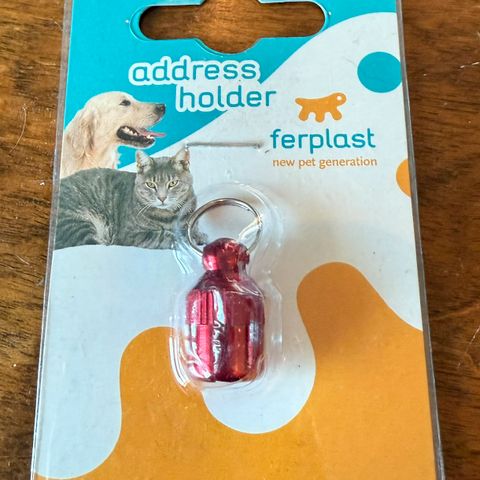 address
holder
ferplast
new pet generation